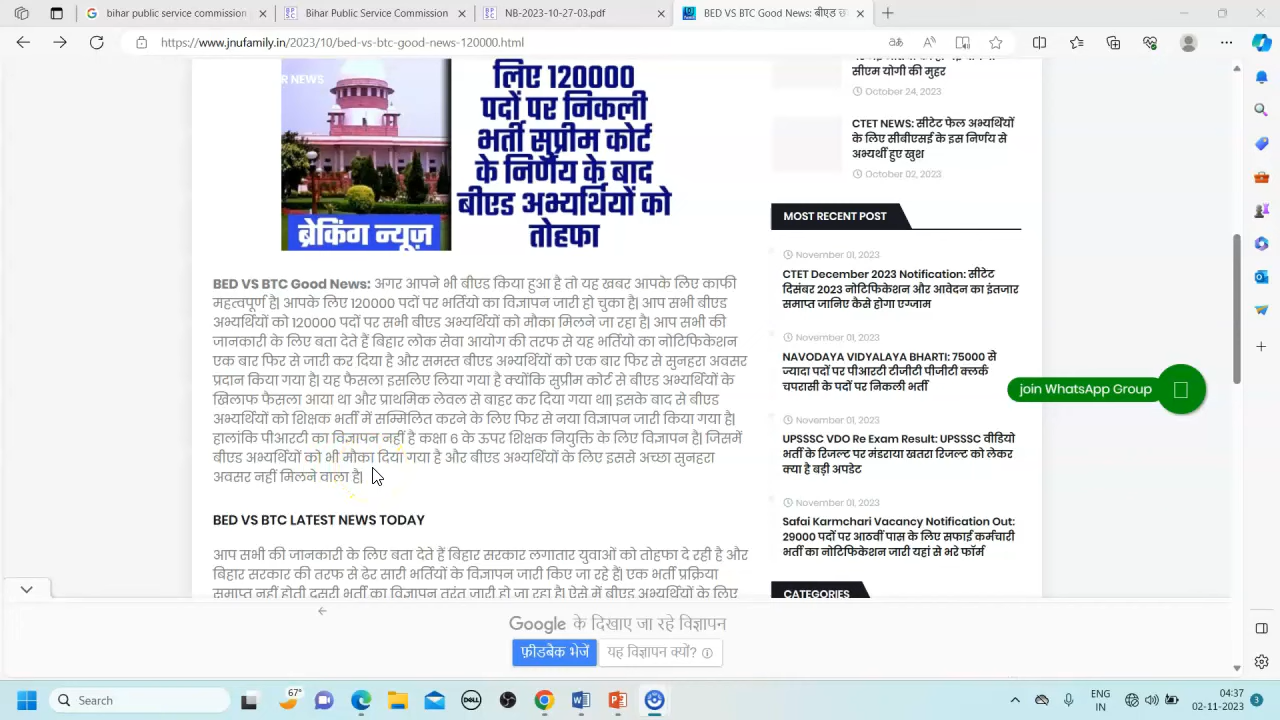 bihar public service commission
Bihar Public Service Commission
NB-2023-10-27-03.pdf
BED VS BTC Good News: बीएड
https://www.jnufamily.in/2023/10/bed-vs-btc-good-news-120000.html
R NEWS
लिए 120000
पदों पर निकली
भर्ती सुप्रीम कोर्ट
के निर्णय के बाद
बीएड अभ्यर्थियों को
तोहफा
ब्रेकिंग न्यूज़
सीएम योगी की मुहर
October 24, 2023
CTET NEWS: सीटेट फेल अभ्यर्थियों
के लिए सीबीएसई के इस निर्णय से
अभ्यर्थी हुए खुश
October 02, 2023
MOST RECENT POST
November 01, 2023
CTET December 2023 Notification: सीटेट
दिसंबर 2023 नोटिफिकेशन और आवेदन का इंतजार
समाप्त जानिए कैसे होगा एग्जाम
November 01, 2023
NAVODAYA VIDYALAYA BHARTI: 75000 से
ज्यादा पदों पर पीआरटी टीजीटी पीजीटी क्लर्क
चपरासी के पदों पर निकली भर्ती
join WhatsApp Group
November 01, 2023
UPSSSC VDO Re Exam Result: UPSSSC वीडियो
भर्ती के रिजल्ट पर मंडराया खतरा रिजल्ट को लेकर
क्या है बड़ी अपडेट
November 01, 2023
Safai Karmchari Vacancy Notification Out:
29000 पदों पर आठवीं पास के लिए सफाई कर्मचारी
भर्ती का नोटिफिकेशन जारी यहां से भरे फॉर्म
CATEGORIES
BED VS BTC Good News: अगर आपने भी बीएड किया हुआ है तो यह खबर आपके लिए काफी
महत्वपूर्ण है| आपके लिए 120000 पदों पर भर्तियो का विज्ञापन जारी हो चुका है| आप सभी बीएड
अभ्यर्थियों को 120000 पदों पर सभी बीएड अभ्यर्थियों को मौका मिलने जा रहा है| आप सभी की
जानकारी के लिए बता देते हैं बिहार लोक सेवा आयोग की तरफ से यह भर्तियो का नोटिफिकेशन
एक बार फिर से जारी कर दिया है और समस्त बीएड अभ्यर्थियों को एक बार फिर से सुनहरा अवसर
प्रदान किया गया है| यह फैसला इसलिए लिया गया है क्योंकि सुप्रीम कोर्ट से बीएड अभ्यर्थियों के
खिलाफ फैसला आया था और प्राथमिक लेवल से बाहर कर दिया गया था| इसके बाद से बीएड
अभ्यर्थियों को शिक्षक भर्ती में सम्मिलित करने के लिए फिर से नया विज्ञापन जारी किया गया है|
हालांकि पीआरटी का विज्ञापन नहीं है कक्षा 6 के ऊपर शिक्षक नियुक्ति के लिए विज्ञापन है| जिसमें
बीएड अभ्यर्थियों को भी मौका दिया गया है और बीएड अभ्यर्थियों के लिए इससे अच्छा सुनहरा
अवसर नहीं मिलने वाला है|
BED VS BTC LATEST NEWS TODAY
आप सभी की जानकारी के लिए बता देते हैं बिहार सरकार लगातार युवाओं को तोहफा दे रही है और
बिहार सरकार की तरफ से ढेर सारी भर्तियों के विज्ञापन जारी किए जा रहे हैं| एक भर्ती प्रक्रिया
समाप्त नहीं होती दूसरी भर्ती का विज्ञापन तुरंत जारी हो जा रहा है| ऐसे में बीएड अभ्यर्थियों के लिए
Google के दिखाए जा रहे विज्ञापन
फ़ीडबैक भेजें
यह विज्ञापन क्यों?
Search
67°
ENG
IN
04:37
02-11-2023
3